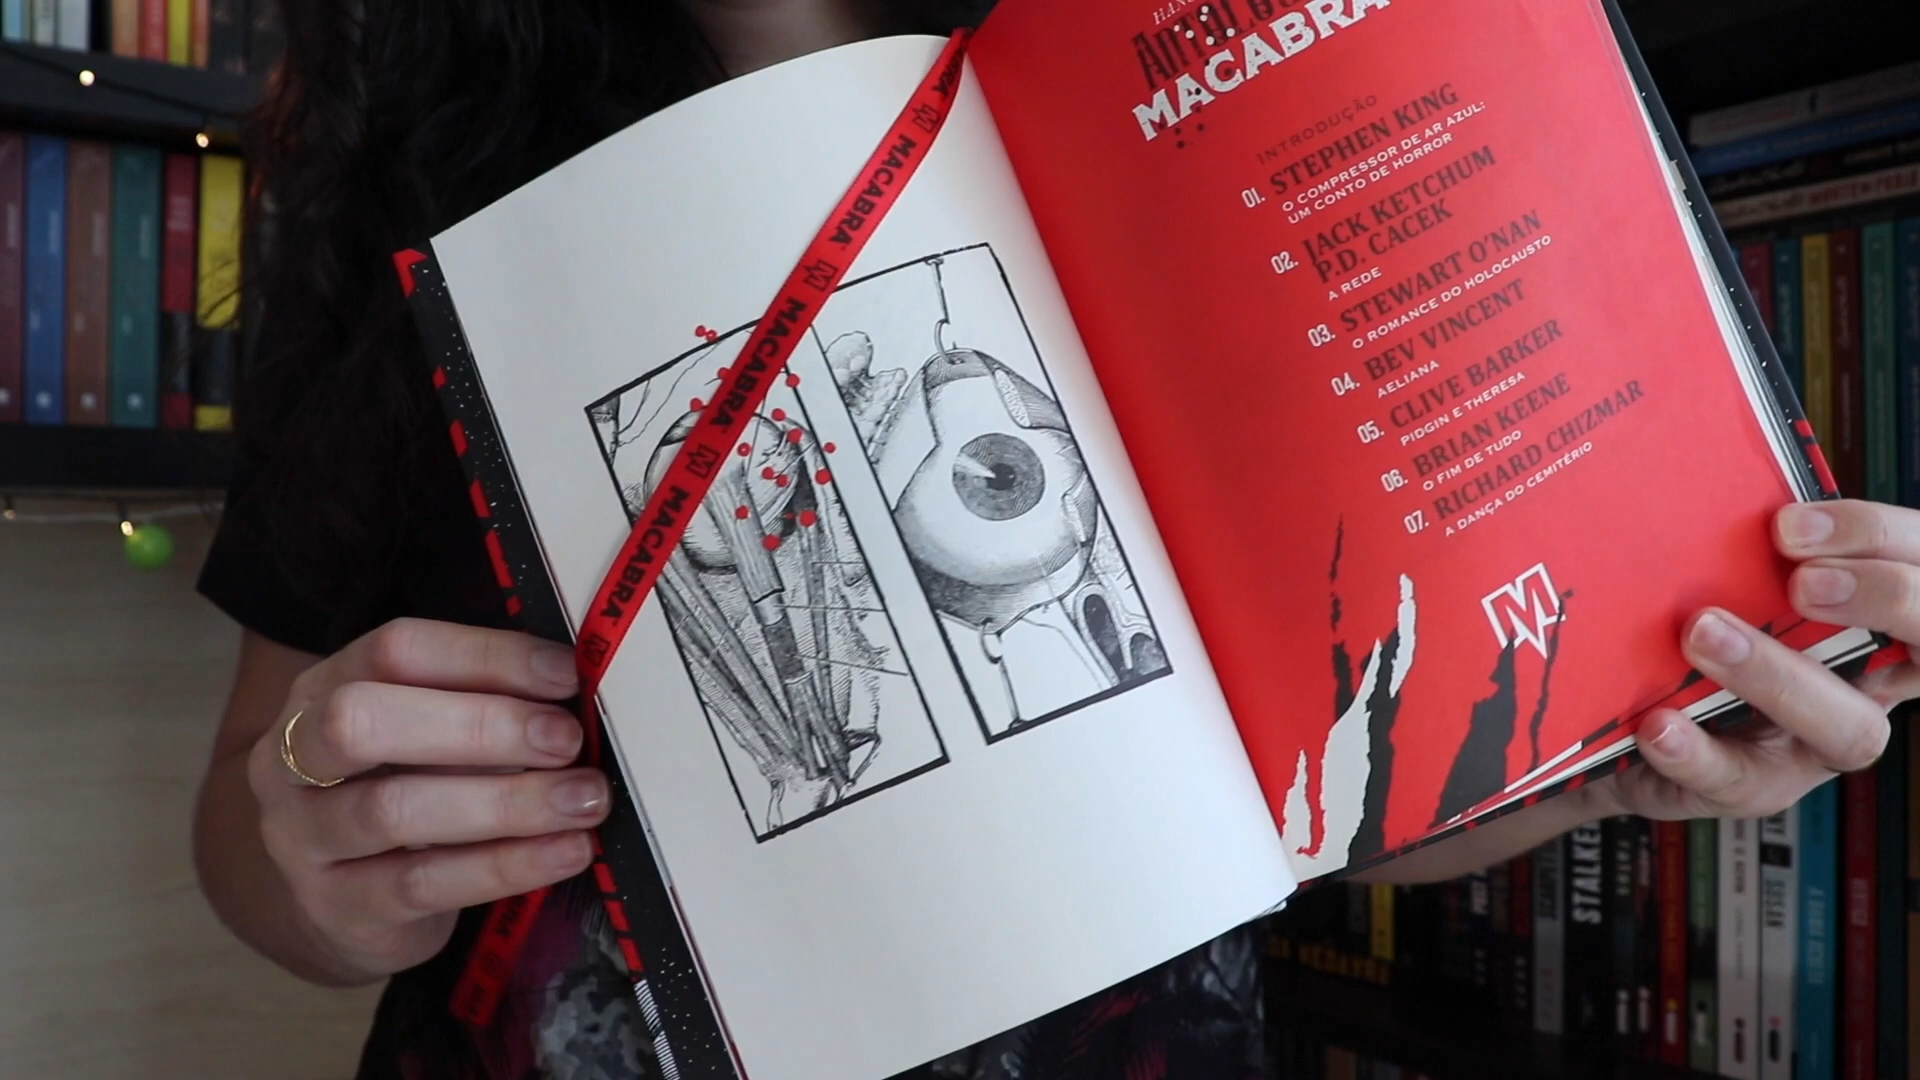 ANTOLOGIA
MACABRA
INTRODUÇÃO
01. STEPHEN KING
O COMPRESSOR DE AR AZUL:
UM CONTO DE HORROR
02. JACK KETCHUM
P.D. CACEK
A REDE
03. STEWART O'NAN
O ROMANCE DO HOLOCAUSTO
04. BEV VINCENT
AELIANA
05. CLIVE BARKER
PIDGIN E THERESA
06. BRIAN KEENE
O FIM DE TUDO
07. RICHARD CHIZMAR
A DANÇA DO CEMITÉRIO
M
MACABRA
MACABRA
MACABRA
MACABRA